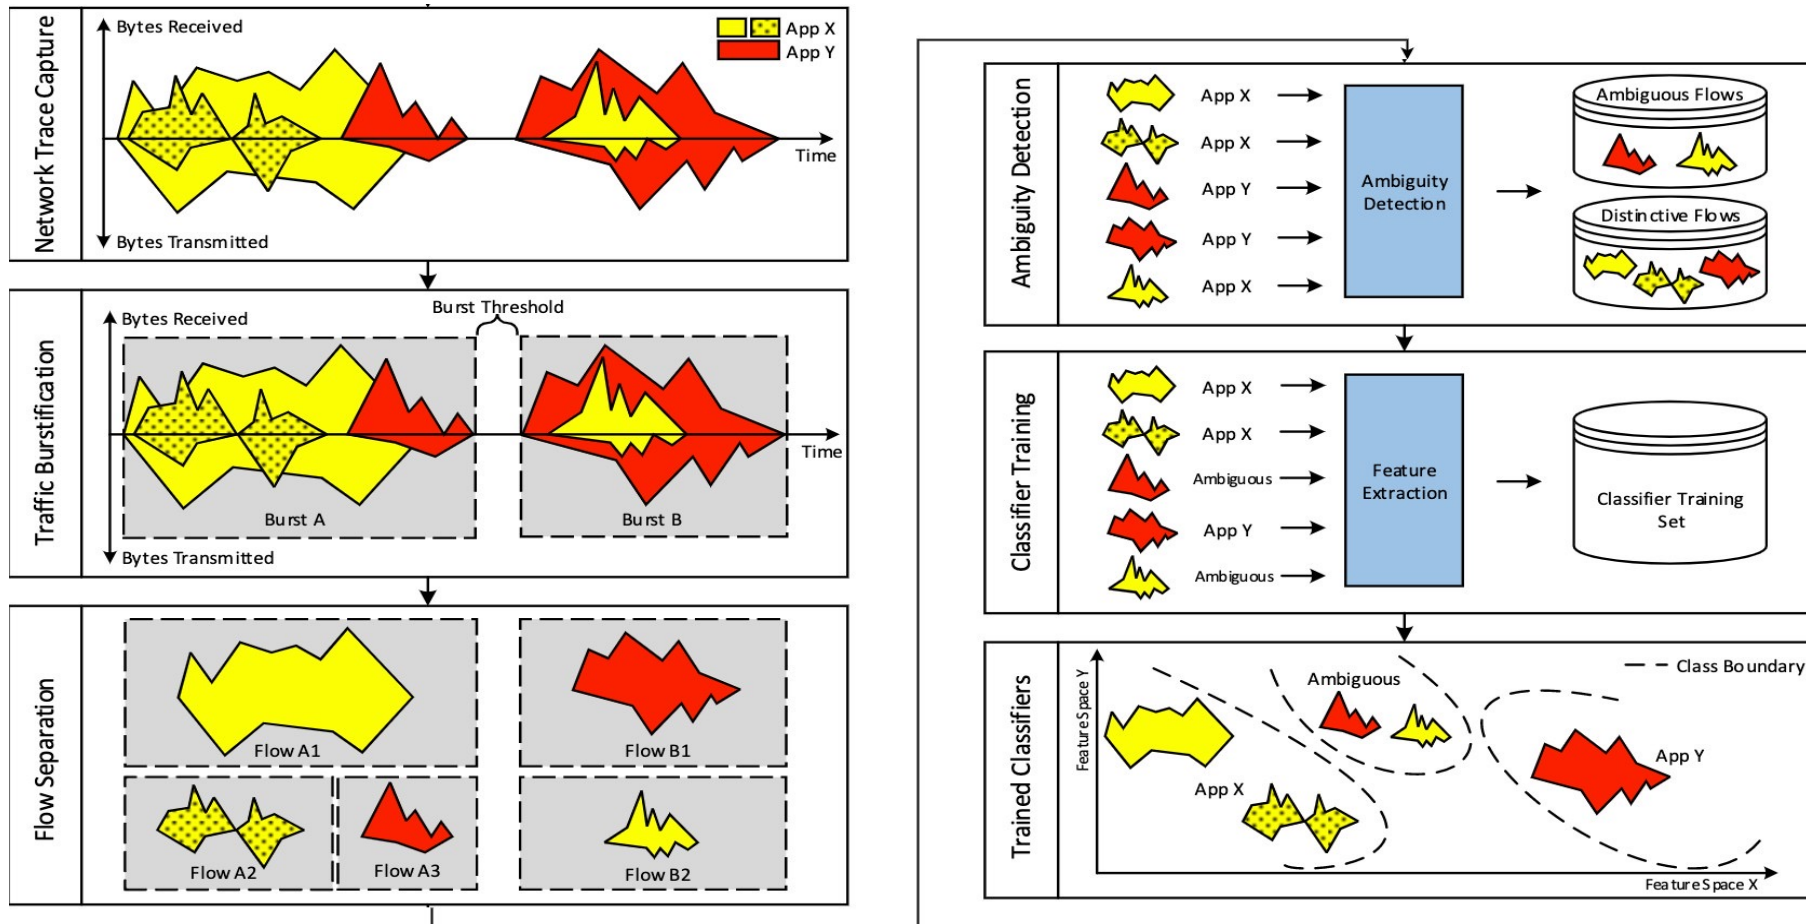 Network Trace Capture
Bytes Received
App X
App Y
Time
Bytes Transmitted
Traffic Burstification
Burst Threshold
Bytes Received
Time
Burst A
Burst B
Bytes Transmitted
Flow Separation
Flow A1
Flow B1
Flow A2
Flow A3
Flow B2
Ambiguity Detection
App X
App X
App Y
App Y
App X
Ambiguity
Detection
Ambiguous Flows
Distinctive Flows
Classifier Training
App X
App X
Ambiguous
App Y
Ambiguous
Feature
Extraction
Classifier Training
Set
Trained Classifiers
Feature Space Y
Ambiguous
Class Boundary
App X
App Y
Feature Space X